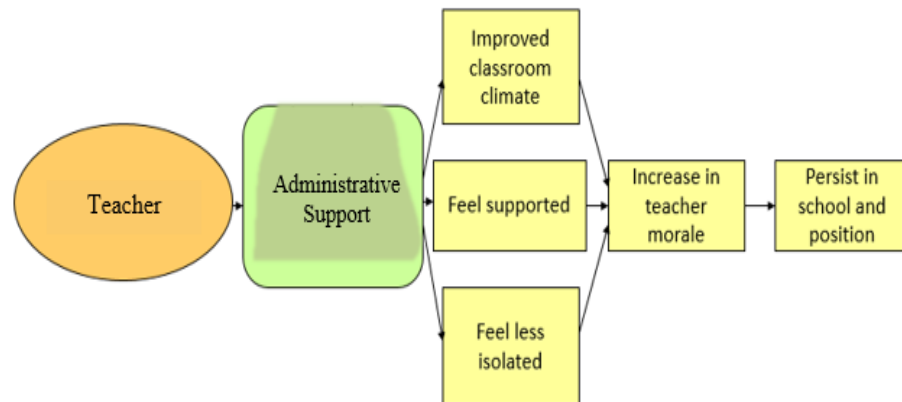 Teacher
Administrative
Support
Improved
classroom
climate
Feel supported
Feel less
isolated
Increase in
teacher
morale
Persist in
school and
position